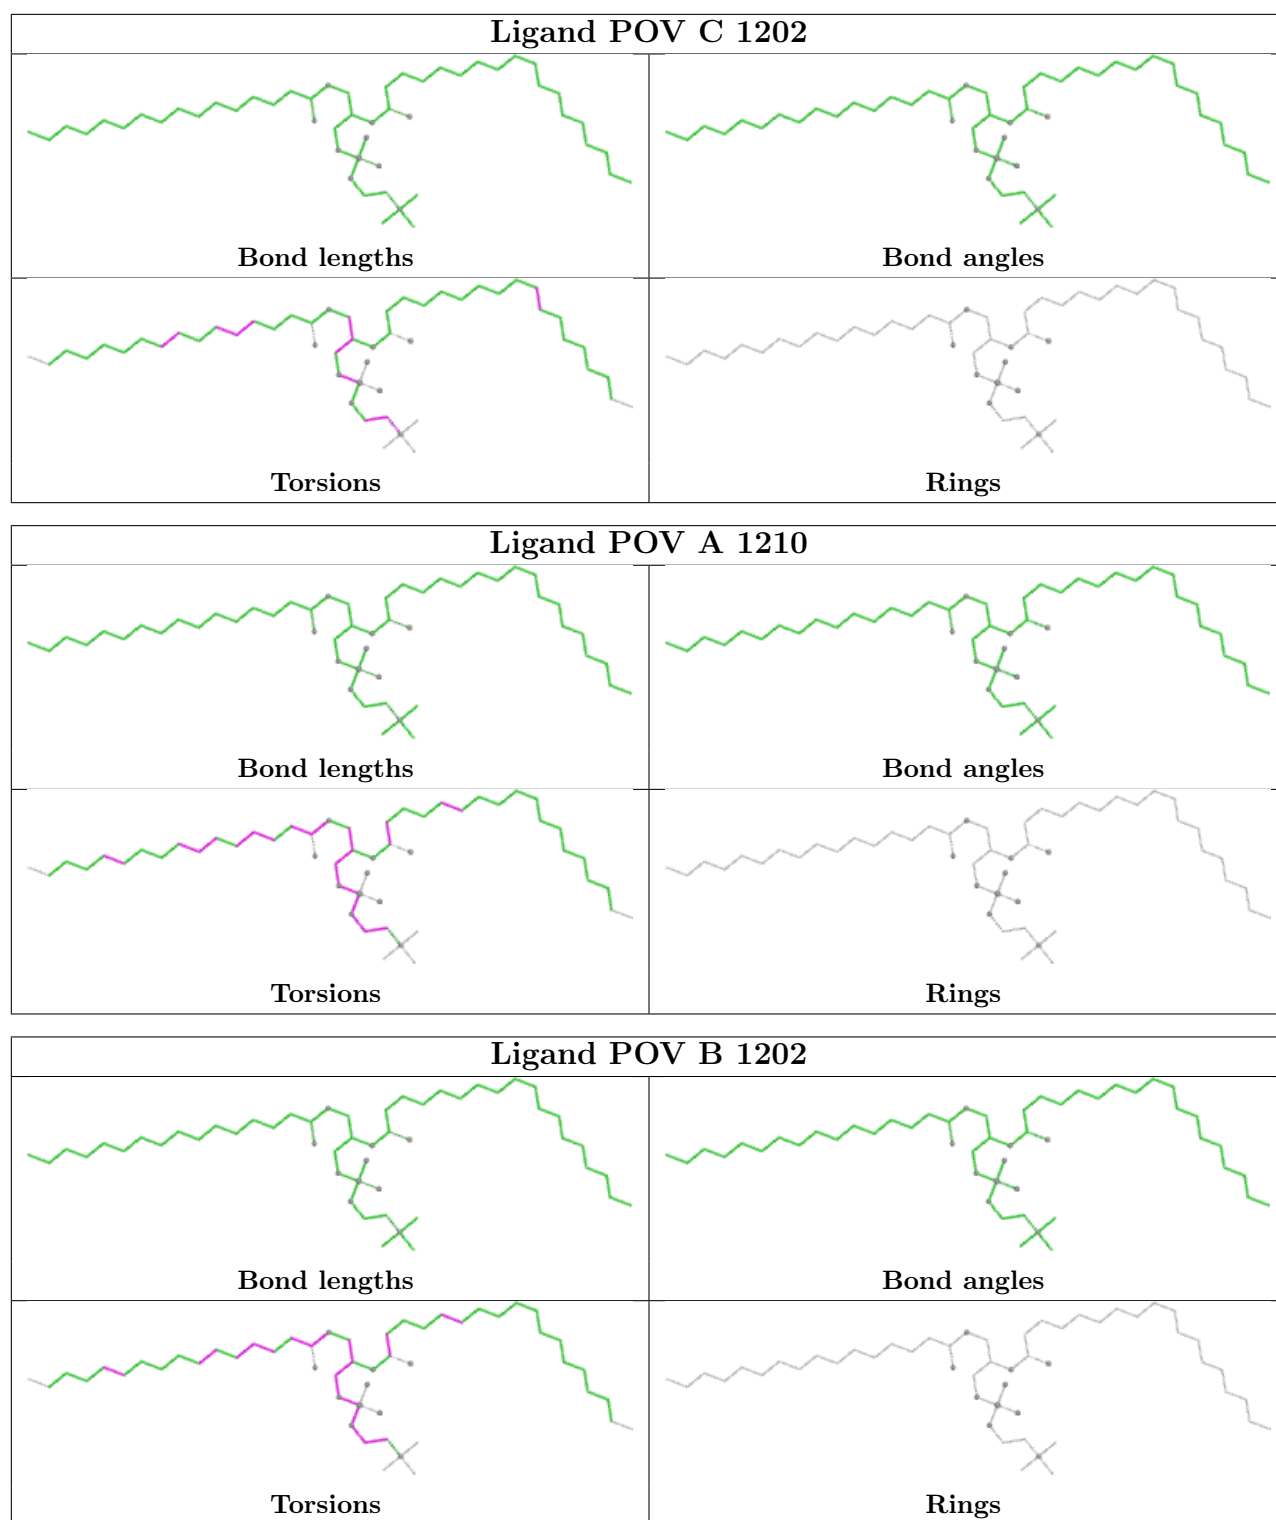 Ligand POV C 1202
Bond lengths
Bond angles
Torsions
Rings
Ligand POV A 1210
Bond lengths
Bond angles
Torsions
Rings
Ligand POV B 1202
Bond lengths
Bond angles
Torsions
Rings